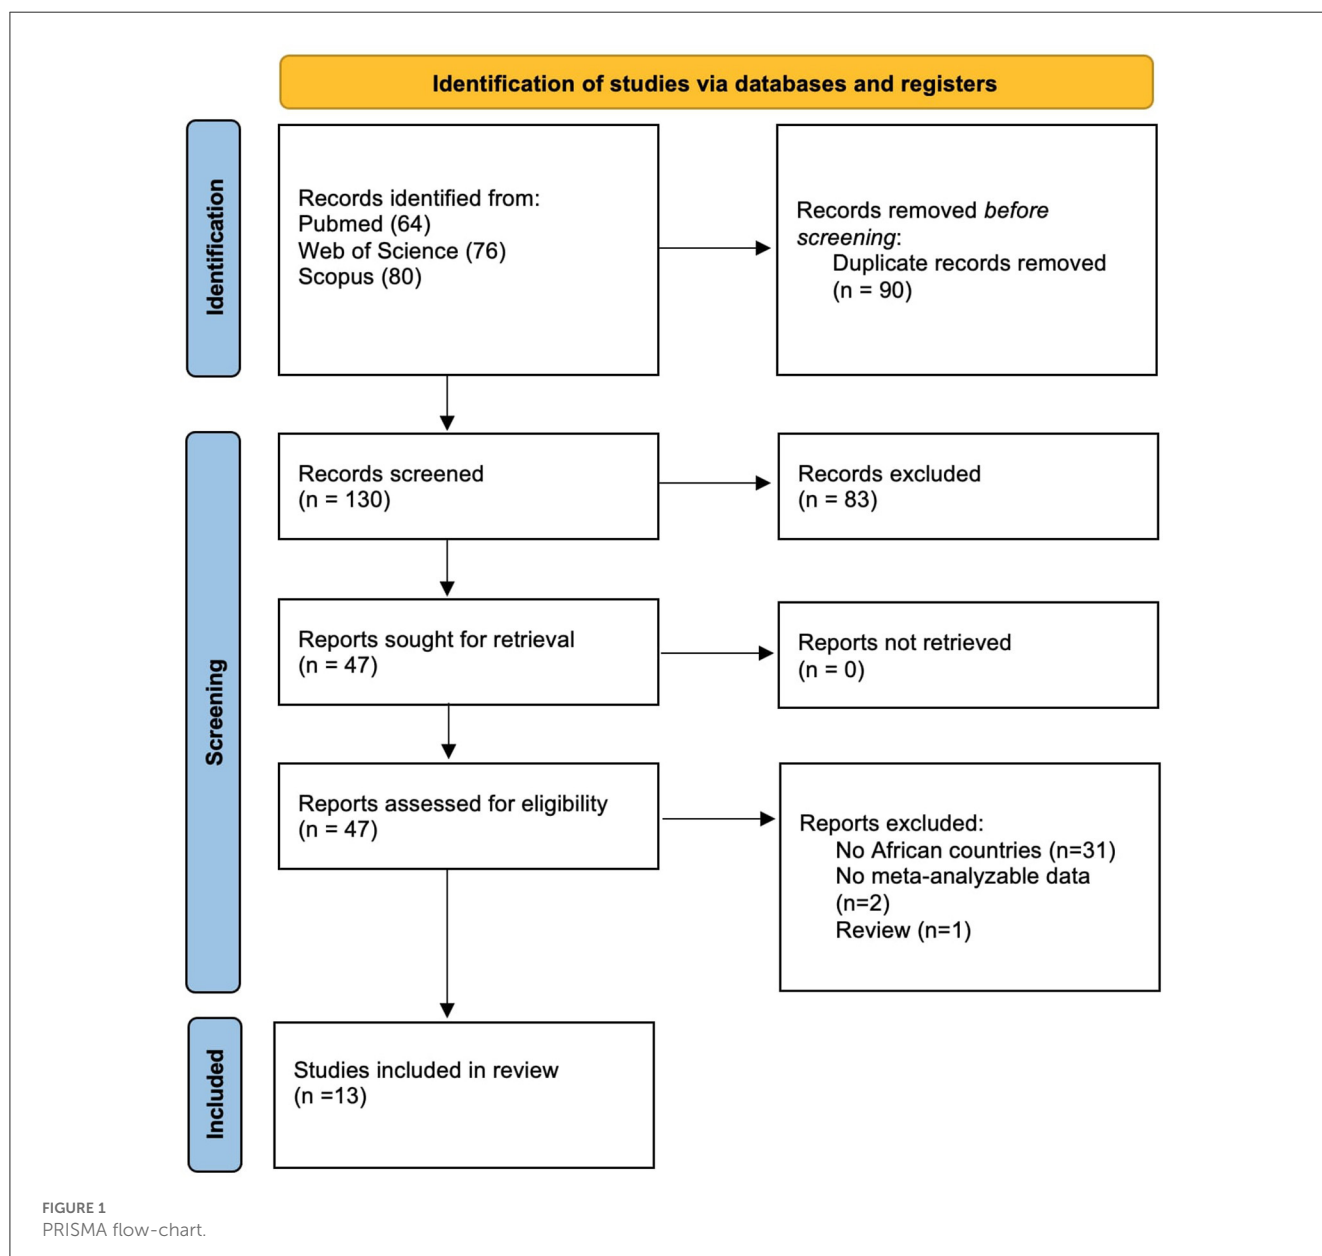 Identification of studies via databases and registers
Identification
Records identified from:
Pubmed (64)
Web of Science (76)
Scopus (80)
Records removed before
screening:
Duplicate records removed
(n = 90)
Screening
Records screened
(n = 130)
Records excluded
(n = 83)
Reports sought for retrieval
(n = 47)
Reports not retrieved
(n = 0)
Reports assessed for eligibility
(n = 47)
Reports excluded:
No African countries (n=31)
No meta-analyzable data
(n=2)
Review (n=1)
Included
Studies included in review
(n =13)
FIGURE 1
PRISMA flow-chart.